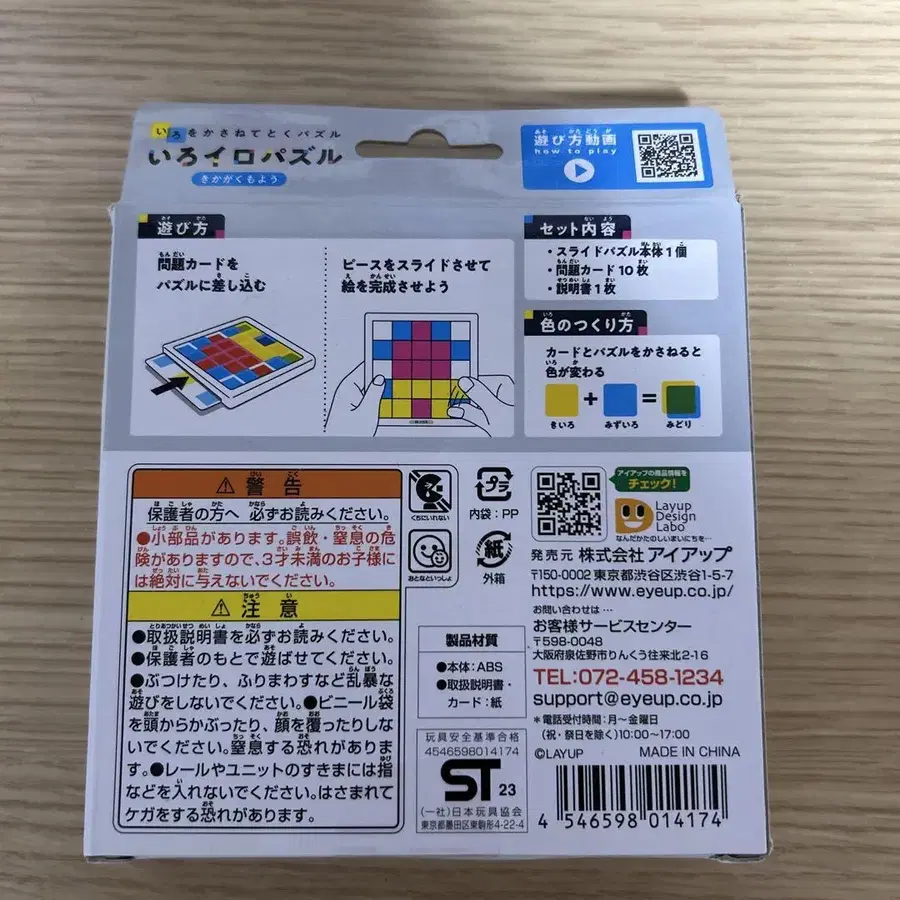 いろをかさねてとくパズル
いろイロパズル
きかがくもよう
遊び方動画
how to play
遊び方
問題カードを
パズルに差し込む
ピースをスライドさせて
絵を完成させよう
セット内容
・スライドパズル本体1個
・問題カード10枚
・説明書1枚
色のつくり方
カードとパズルをかさねると
色が変わる
+ =
きいろ みずいろ みどり
⚠警告
保護者の方へ 必ずお読みください。
●小部品があります。誤飲・窒息の危
険がありますので、3才未満のお子様に
は絶対に与えないでください。
⚠注意
●取扱説明書を必ずお読みください。
●保護者のもとで遊ばせてください。
●ぶつけたり、ふりまわすなど乱暴な
遊びをしないでください。●ビニール袋
を頭からかぶったり、顔を覆ったりしな
いでください。窒息する恐れがありま
す。●レールやユニットのすきまには指
などを入れないでください。はさまれて
ケガをする恐れがあります。
くちにいれない
おとなといっしょ
プラ
内袋:PP
紙
外箱
製品材質
●本体:ABS
●取扱説明書・
カード:紙
玩具安全基準合格
4546598014174
ST 23
(一社)日本玩具協会
東京都墨田区東駒形4-22-4
アイアップの商品情報を
チェック!
Layup
Design
Labo
なんだかたのしいまいにちを…
発売元 株式会社 アイアップ
〒150-0002 東京都渋谷区渋谷1-5-7
https://www.eyeup.co.jp/
お問い合わせは…
お客様サービスセンター
〒598-0048
大阪府泉佐野市りんくう往来北2-16
TEL:072-458-1234
support@eyeup.co.jp
*電話受付時間:月~金曜日
(祝・祭日を除く)10:00~17:00
©LAYUP MADE IN CHINA
4 546598 014174